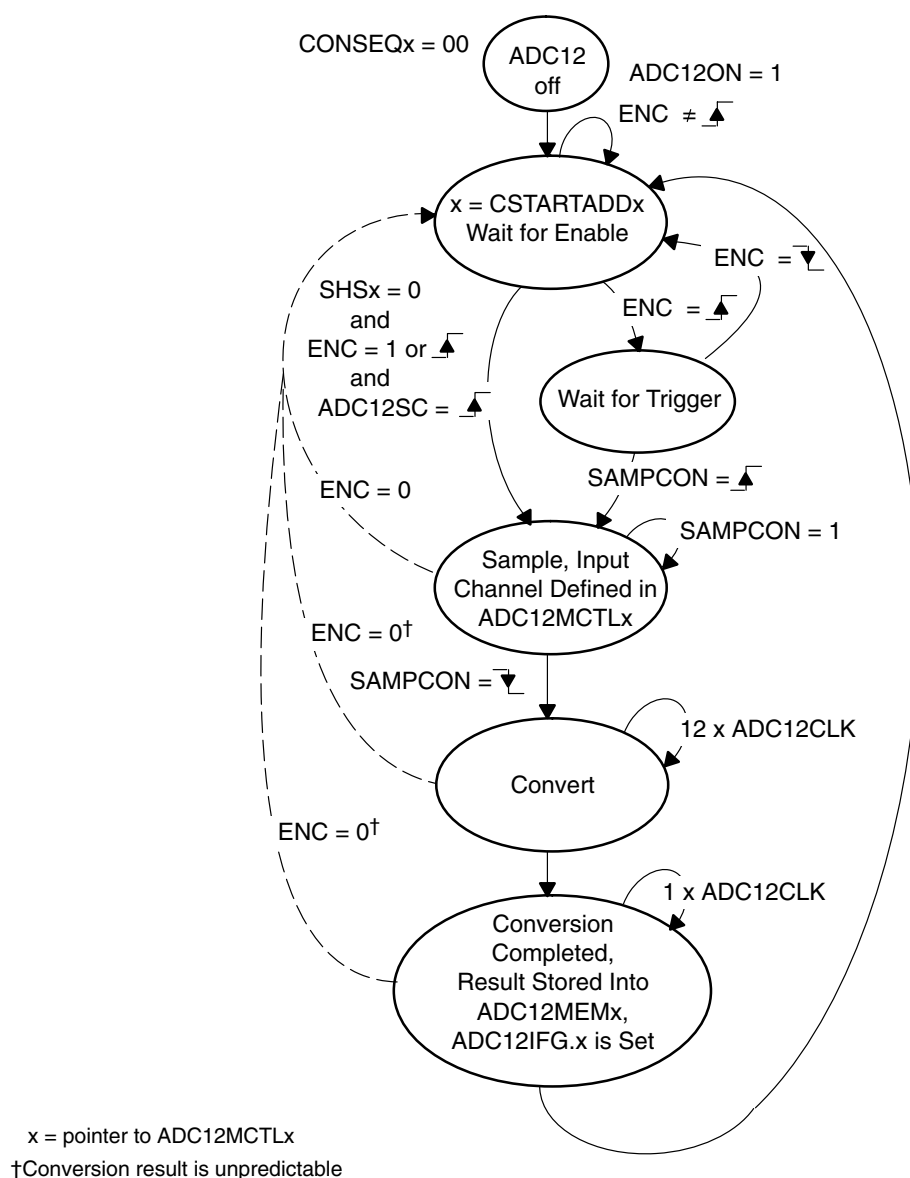 CONSEQx = 00
ADC12
off
ADC12ON = 1
ENC ≠
x = CSTARTADDx
Wait for Enable
ENC =
SHSx = 0
and
ENC = 1 or
and
ADC12SC =
ENC =
Wait for Trigger
SAMPCON =
ENC = 0
SAMPCON = 1
Sample, Input
Channel Defined in
ADC12MCTLx
ENC = 0†
SAMPCON =
12 x ADC12CLK
Convert
ENC = 0†
1 x ADC12CLK
Conversion
Completed,
Result Stored Into
ADC12MEMx,
ADC12IFG.x is Set
x = pointer to ADC12MCTLx
†Conversion result is unpredictable